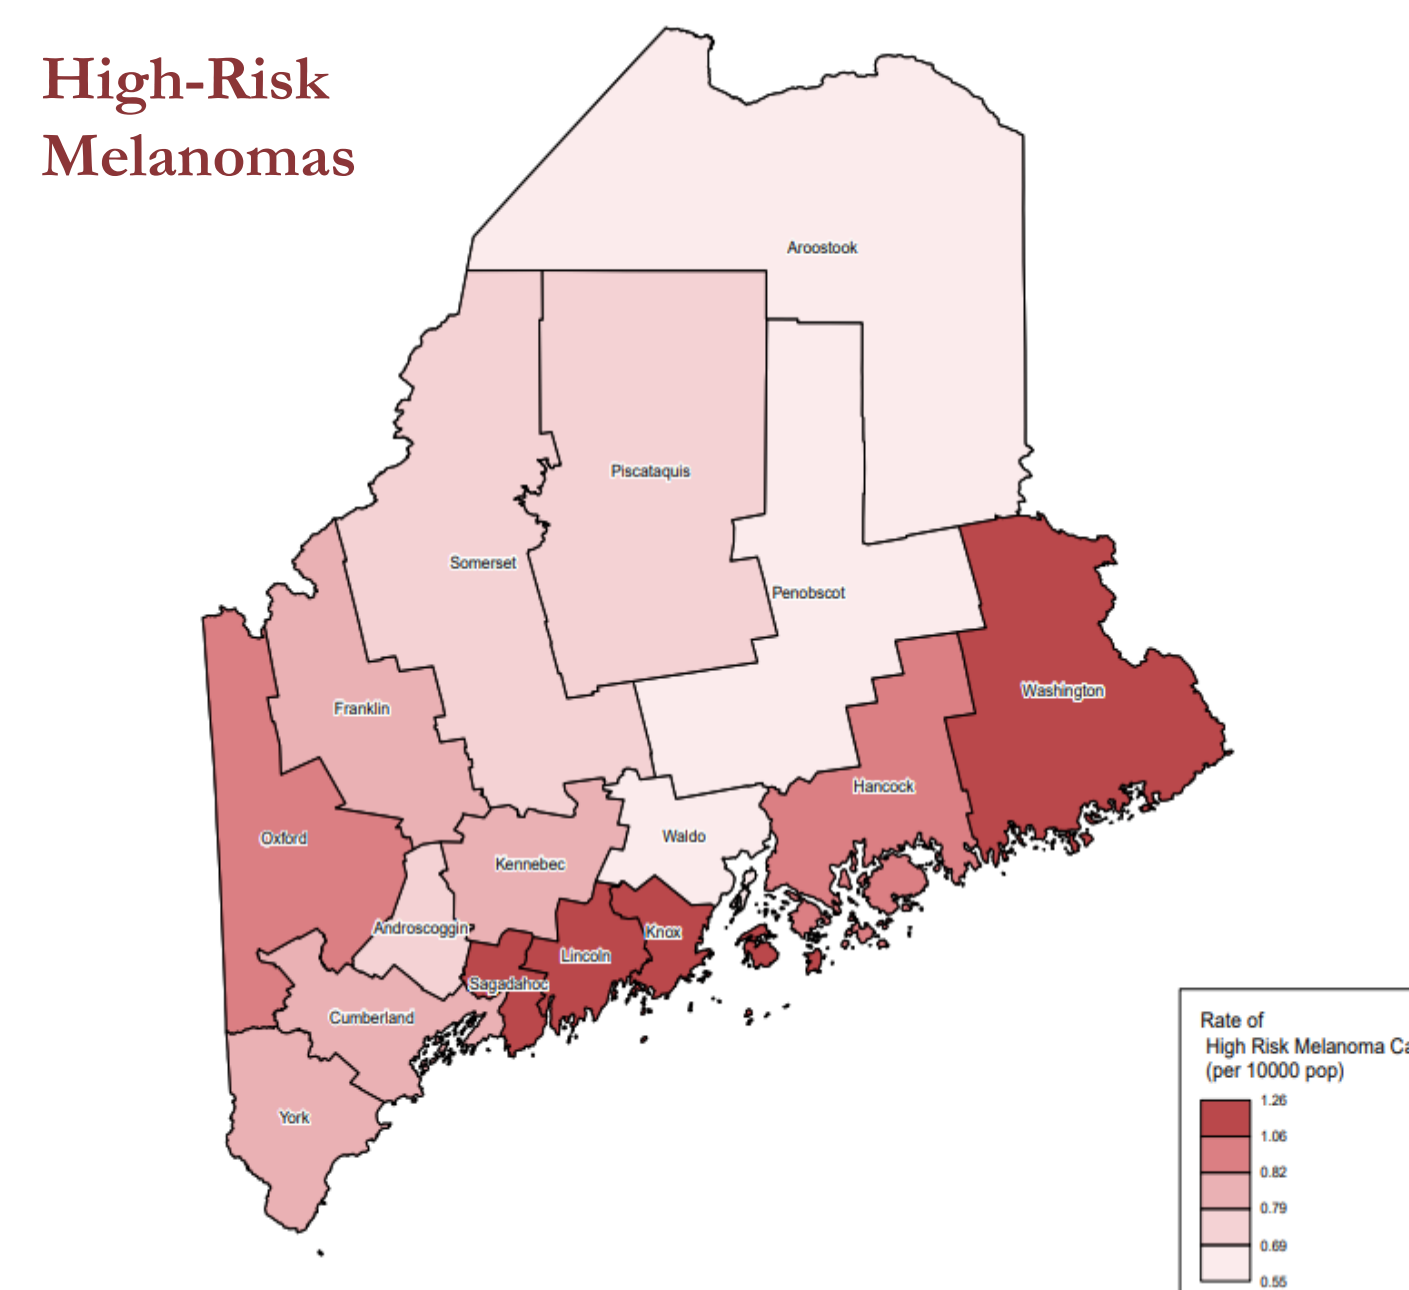 High-Risk
Melanomas
Aroostook
Piscataquis
Somerset
Penobscot
Washington
Franklin
Hancock
Oxford
Waldo
Kennebec
Androscoggin
Knox
Lincoln
Sagadahoc
Cumberland
York
Rate of
High Risk Melanoma Ca
(per 10000 pop)
1.26
1.06
0.82
0.79
0.69
0.55